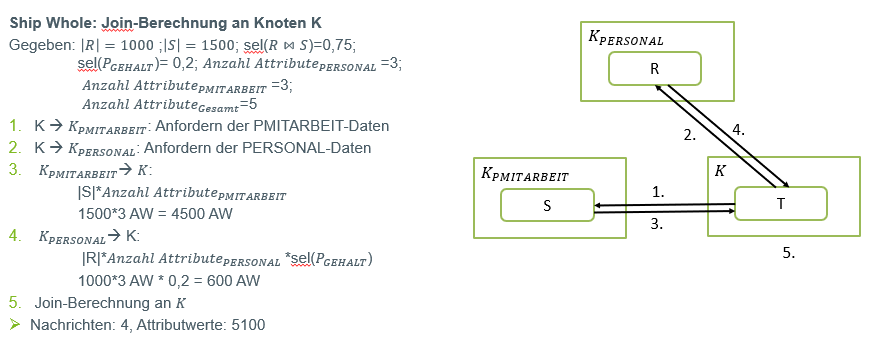 Ship Whole: Join-Berechnung an Knoten K
Gegeben: |R| = 1000 ;|S| = 1500; sel(R ⋈ S)=0,75;
sel(P_GEHALT)= 0,2; Anzahl Attribute_PERSONAL =3;
Anzahl Attribute_PMITARBEIT =3;
Anzahl Attribute_Gesamt=5
1. K → K_PMITARBEIT: Anfordern der PMITARBEIT-Daten
2. K → K_PERSONAL: Anfordern der PERSONAL-Daten
3. K_PMITARBEIT → K:
|S|*Anzahl Attribute_PMITARBEIT
1500*3 AW = 4500 AW
4. K_PERSONAL → K:
|R|*Anzahl Attribute_PERSONAL *sel(P_GEHALT)
1000*3 AW * 0,2 = 600 AW
5. Join-Berechnung an K
➢ Nachrichten: 4, Attributwerte: 5100
K_PERSONAL
R
2.
4.
K_PMITARBEIT
S
1.
3.
K
T
5.